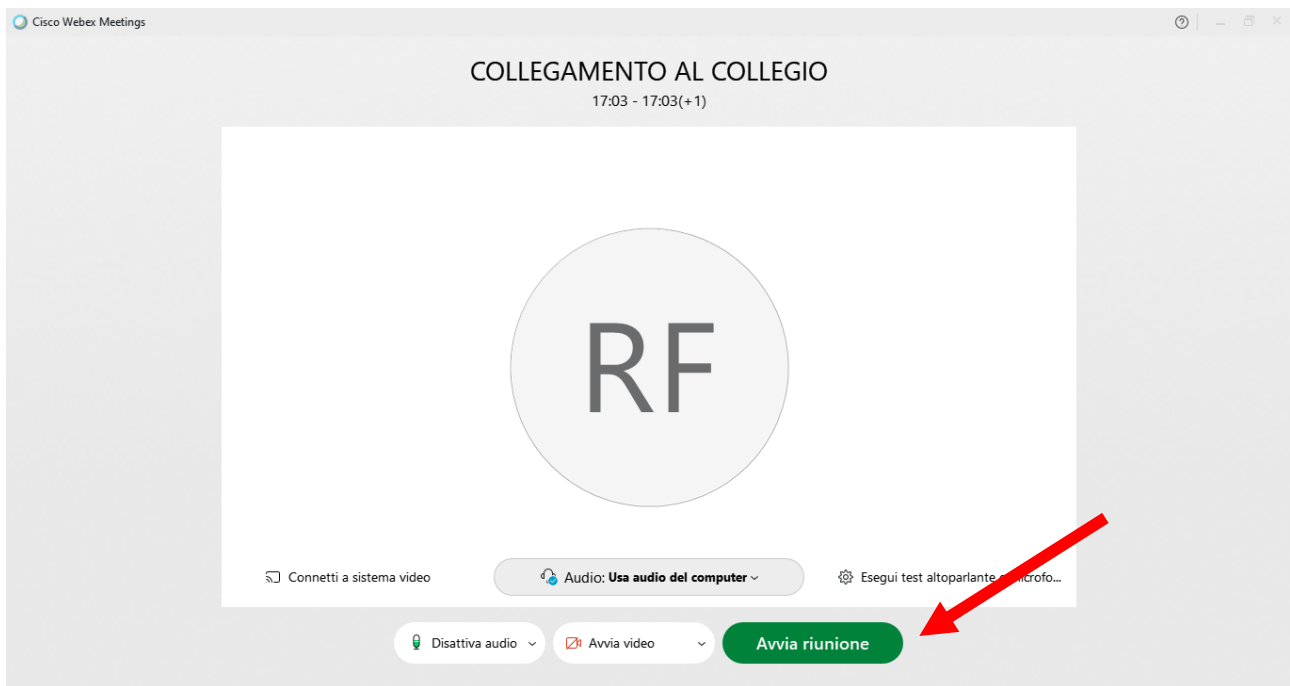 Cisco Webex Meetings
COLLEGAMENTO AL COLLEGIO
17:03 - 17:03(+1)
RF
Connetti a sistema video
Audio: Usa audio del computer
Esegui test altoparlante microfo...
Disattiva audio
Avvia video
Avvia riunione